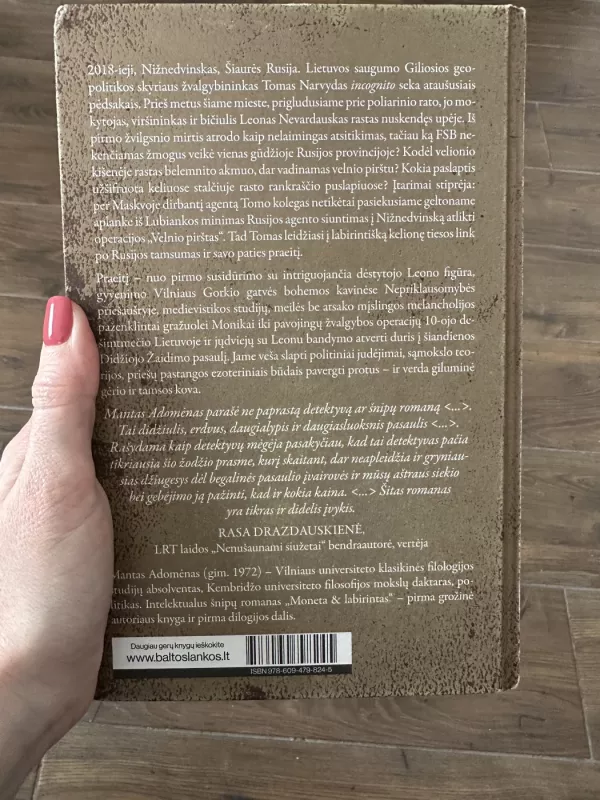 2018-ieji, Nižnedvinskas, Šiaurės Rusija. Lietuvos saugumo Giliosios geo-
politikos skyriaus žvalgybininkas Tomas Narvydas incognito seka ataušusiais
pėdsakais. Prieš metus šiame mieste, prigludusiame prie poliarinio rato, jo mo-
kytojas, viršininkas ir bičiulis Leonas Nevardauskas rastas nuskendęs upėje. Iš
pirmo žvilgsnio mirtis atrodo kaip nelaimingas atsitikimas, tačiau ką FSB ne-
kenčiamas žmogus veikė vienas gūdžioje Rusijos provincijoje? Kodėl velionio
kišenėje rastas belemnito akmuo, dar vadinamas velnio pirštu? Kokia paslaptis
užšifruota keliuose stalčiuje rasto rankraščio puslapiuose? Įtarimai stiprėja:
per Maskvoje dirbantį agentą Tomo kolegas netikėtai pasiekusiame geltoname
aplanke iš Lubiankos minimas Rusijos agento siuntimas į Nižnedvinską atlikti
operacijos „Velnio pirštas“. Tad Tomas leidžiasi į labirintišką kelionę tiesos link
po Rusijos tamsumas ir savo paties praeitį.
Praeitį – nuo pirmo susidūrimo su intriguojančia dėstytojo Leono figūra,
gyvenimo Vilniaus Gorkio gatvės bohemos kavinėse Nepriklausomybės
priešaušryje, medievistikos studijų, meilės be atsako mįslingos melancholijos
paženklintai gražuolei Monikai iki pavojingų žvalgybos operacijų 10-ojo de-
šimtmečio Lietuvoje ir jųdviejų su Leonu bandymo atverti duris į šiandienos
Didžiojo Žaidimo pasaulį. Jame veša slapti politiniai judėjimai, sąmokslo teo-
rijos, priešų pastangos ezoteriniais būdais pavergti protus – ir verda giluminė
gėrio ir tamsos kova.
Mantas Adomėnas parašė ne paprastą detektyvą ar šnipų romaną <...>.
Tai didžiulis, erdvus, daugialypis ir daugiasluoksnis pasaulis <...>.
Rašydama kaip detektyvų mėgėja pasakyčiau, kad tai detektyvas pačia
tikriausia šio žodžio prasme, kurį skaitant, dar neapleidžia ir gryniau-
sias džiugesys dėl begalinės pasaulio įvairovės ir mūsų aštraus siekio
bei gebėjimo ją pažinti, kad ir kokia kaina. <...> Šitas romanas
yra tikras ir didelis įvykis.
RASA DRAZDAUSKIENĖ,
LRT laidos „Nenušaunami siužetai“ bendraautorė, vertėja
Mantas Adomėnas (gim. 1972) – Vilniaus universiteto klasikinės filologijos
studijų absolventas, Kembridžo universiteto filosofijos mokslų daktaras, po-
litikas. Intelektualus šnipų romanas „Moneta & labirintas“ – pirma grožinė
autoriaus knyga ir pirma dilogijos dalis.
Daugiau gerų knygų ieškokite
www.baltoslankos.lt
ISBN 978-609-479-824-5